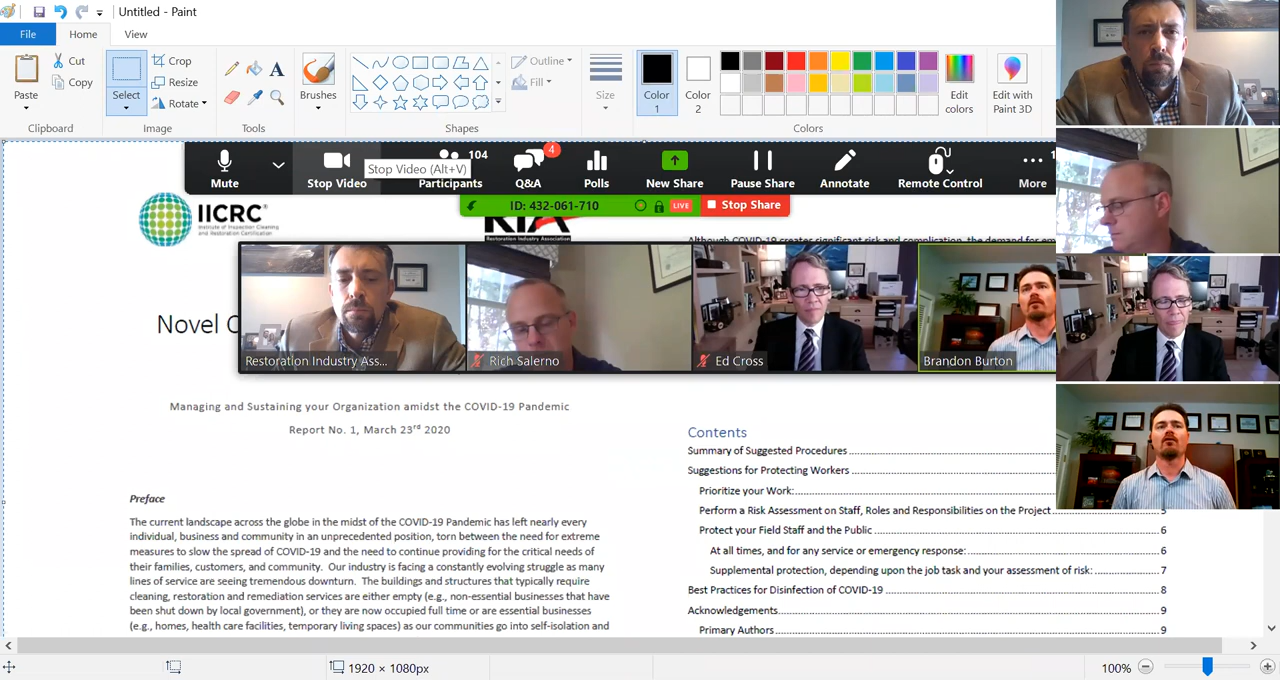 Untitled - Paint
File
Home
View
Paste
Cut
Copy
Clipboard
Select
Crop
Resize
Rotate
Image
Tools
Brushes
Shapes
Outline
Fill
Size
Color 1
Color 2
Colors
Edit colors
Edit with Paint 3D
Mute
Stop Video
Stop Video (Alt+V)
Participants
104
Q&A
4
Polls
New Share
Pause Share
Annotate
Remote Control
More
ID: 432-061-710
LIVE
Stop Share
IICRC
Institute of Inspection Cleaning
and Restoration Certification
RIA
Restoration Industry Association
Although COVID-19 creates significant risk and complication, the demand for
Restoration Industry Ass...
Rich Salerno
Ed Cross
Brandon Burton
Novel
Managing and Sustaining your Organization amidst the COVID-19 Pandemic
Report No. 1, March 23rd 2020
Preface
The current landscape across the globe in the midst of the COVID-19 Pandemic has left nearly every
individual, business and community in an unprecedented position, torn between the need for extreme
measures to slow the spread of COVID-19 and the need to continue providing for the critical needs of
their families, customers, and community. Our industry is facing a constantly evolving struggle as many
lines of service are seeing tremendous downturn. The buildings and structures that typically require
cleaning, restoration and remediation services are either empty (e.g., non-essential businesses that have
been shut down by local government), or they are now occupied full time or are essential businesses
(e.g., homes, health care facilities, temporary living spaces) as our communities go into self-isolation and
Contents
Summary of Suggested Procedures
Suggestions for Protecting Workers
Prioritize your Work:
Perform a Risk Assessment on Staff, Roles and Responsibilities on the Project 5
Protect your Field Staff and the Public 6
At all times, and for any service or emergency response: 6
Supplemental protection, depending upon the job task and your assessment of risk: 7
Best Practices for Disinfection of COVID-19 8
Acknowledgements 9
Primary Authors 9
1920 × 1080px
100%